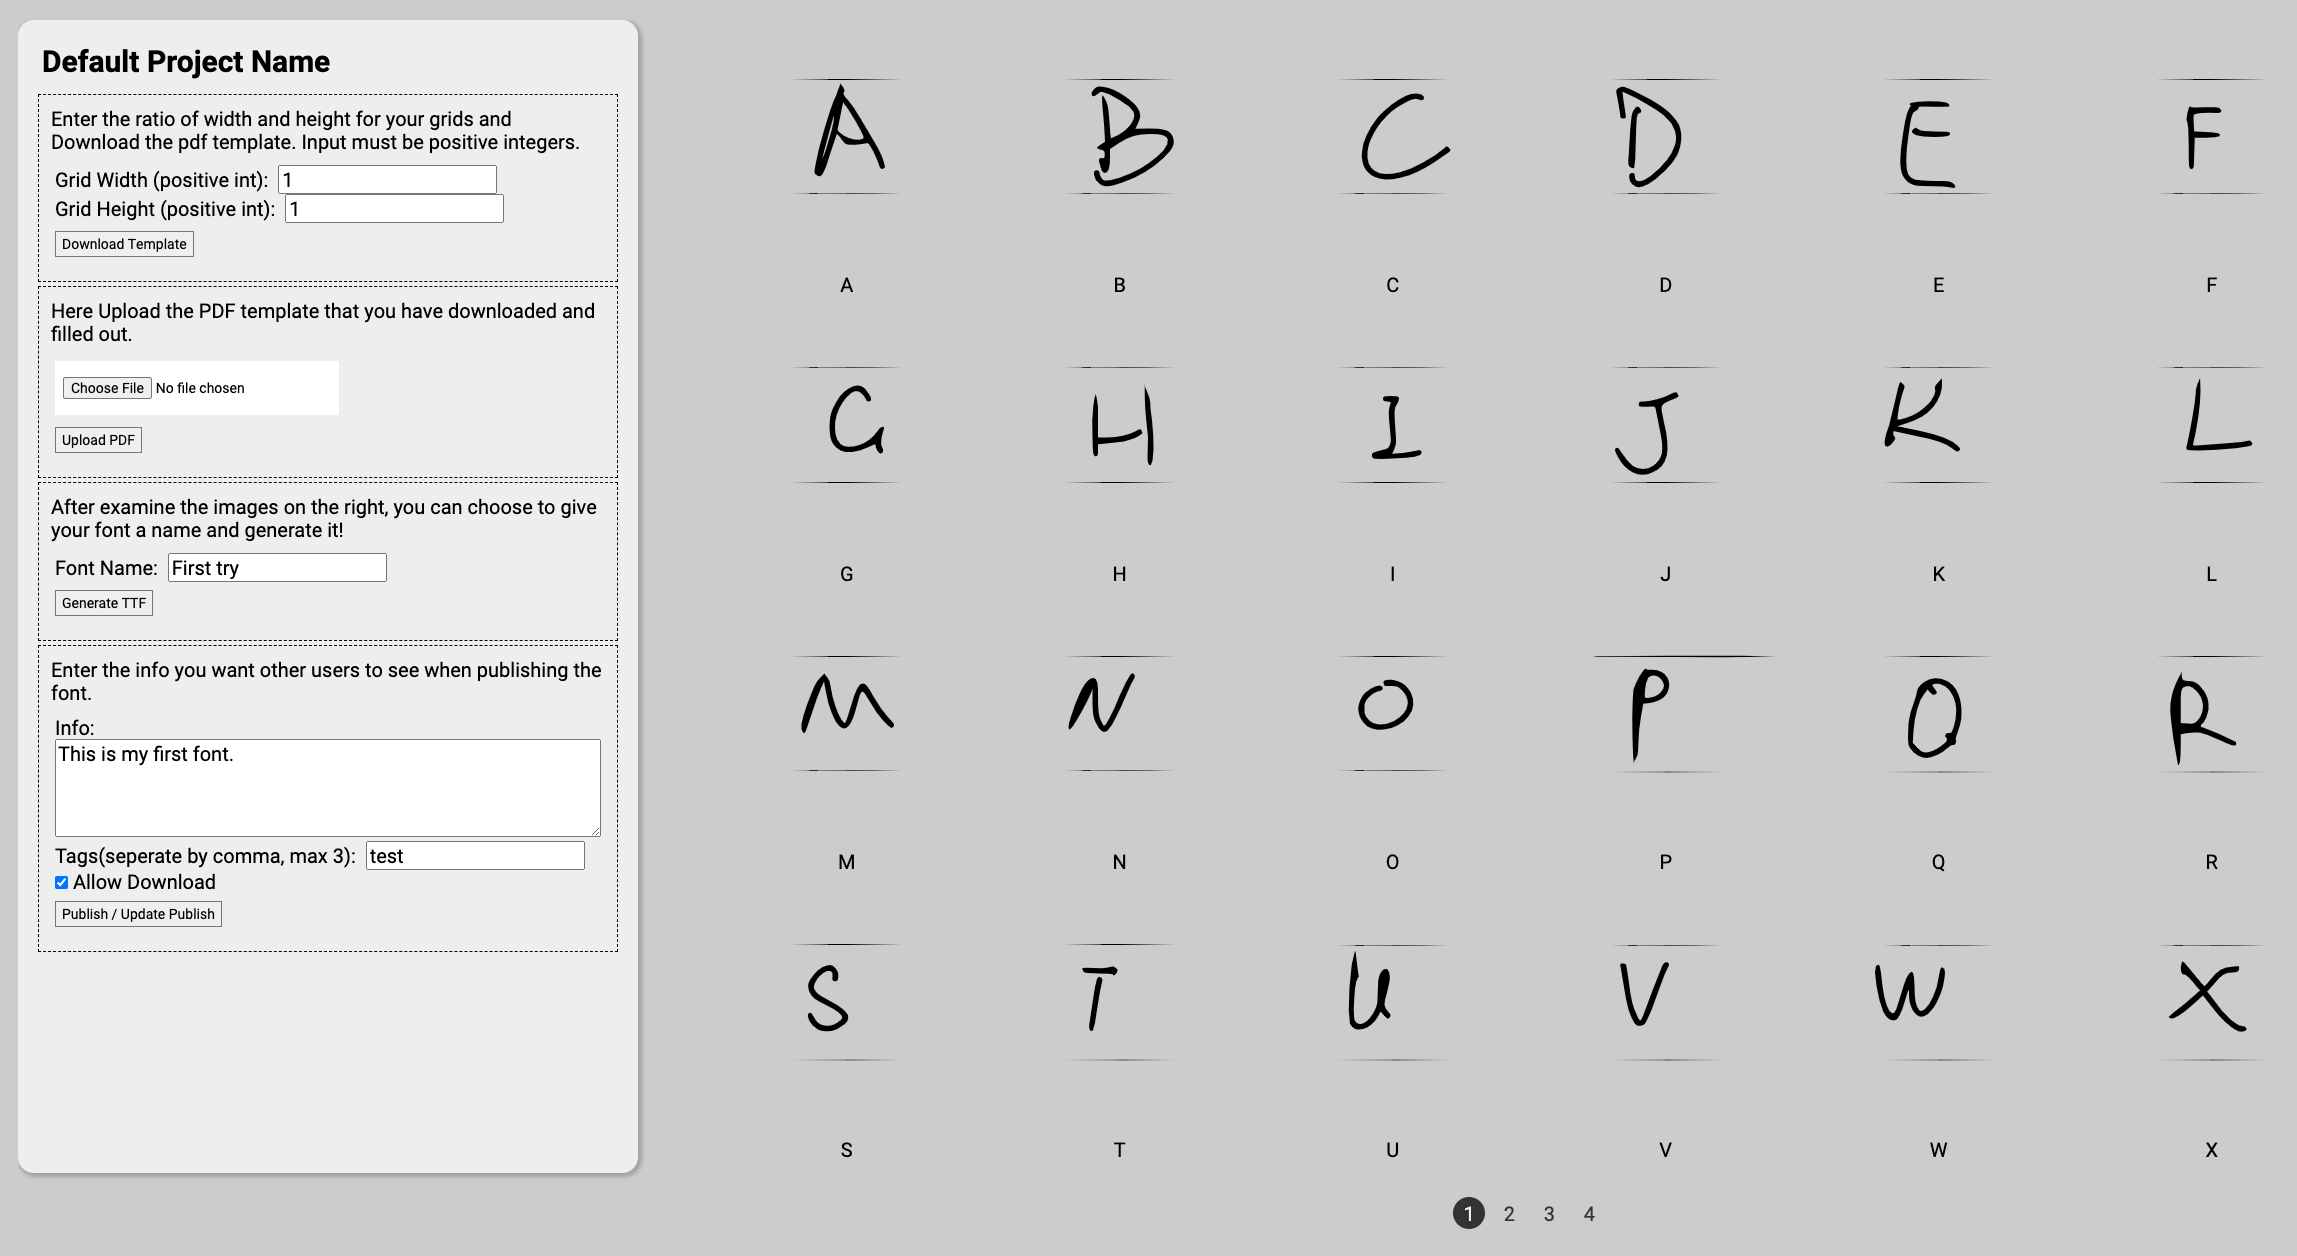 Default Project Name
Enter the ratio of width and height for your grids and
Download the pdf template. Input must be positive integers.
Grid Width (positive int): 1
Grid Height (positive int): 1
Download Template
Here Upload the PDF template that you have downloaded and
filled out.
Choose File No file chosen
Upload PDF
After examine the images on the right, you can choose to give
your font a name and generate it!
Font Name: First try
Generate TTF
Enter the info you want other users to see when publishing the
font.
Info:
This is my first font.
Tags(seperate by comma, max 3): test
Allow Download
Publish / Update Publish
A B C D E F
A B C D E F
G H I J K L
G H I J K L
M N O P Q R
M N O P Q R
S T U V W X
S T U V W X
1 2 3 4